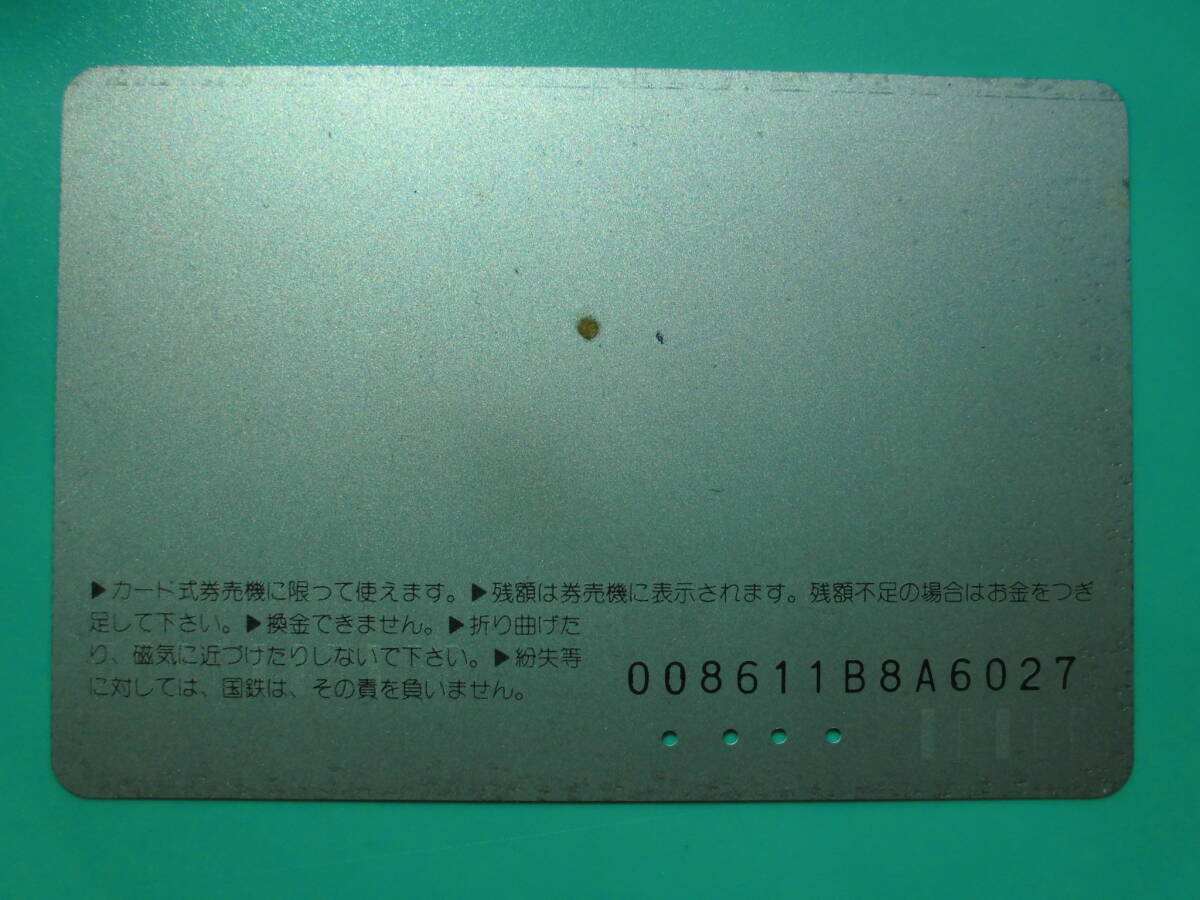 ▶カード式券売機に限って使えます。▶残額は券売機に表示されます。残額不足の場合はお金をつぎ
足して下さい。▶換金できません。▶折り曲げた
り、磁気に近づけたりしないで下さい。▶紛失等
に対しては、国鉄は、その責を負いません。
008611B8A6027